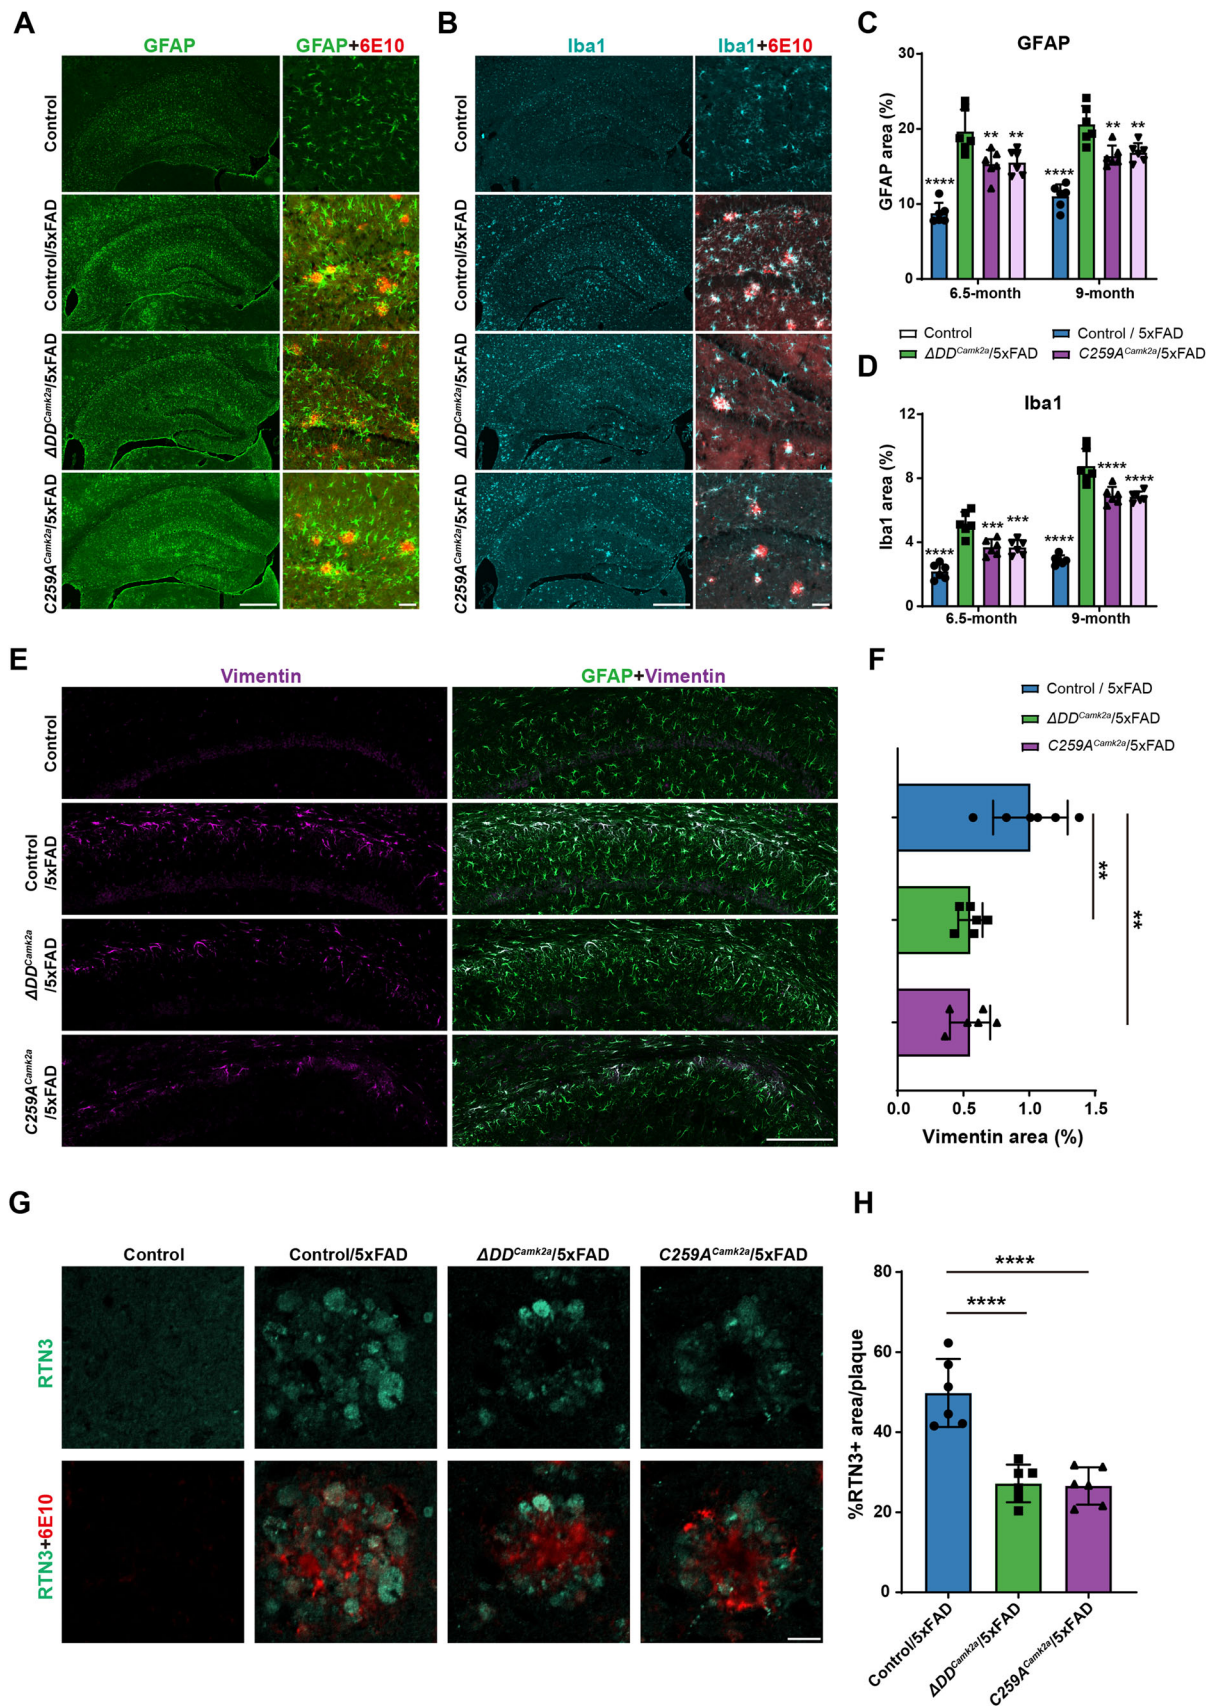 A
GFAP
GFAP+6E10
Control
Control/5xFAD
ΔDDCamk2a/5xFAD
C259ACamk2a/5xFAD
B
Iba1
Iba1+6E10
Control
Control/5xFAD
ΔDDCamk2a/5xFAD
C259ACamk2a/5xFAD
C
GFAP
GFAP area (%)
30
20
10
0
****
**
**
****
**
**
6.5-month
9-month
Control
Control / 5xFAD
ΔDDCamk2a/5xFAD
C259ACamk2a/5xFAD
D
Iba1
Iba1 area (%)
12
8
4
0
****
***
***
****
****
****
6.5-month
9-month
E
Vimentin
GFAP+Vimentin
Control
Control
/5xFAD
ΔDDCamk2a
/5xFAD
C259ACamk2a
/5xFAD
F
Control / 5xFAD
ΔDDCamk2a/5xFAD
C259ACamk2a/5xFAD
**
**
0.0
0.5
1.0
1.5
Vimentin area (%)
G
Control
Control/5xFAD
ΔDDCamk2a/5xFAD
C259ACamk2a/5xFAD
RTN3
RTN3+6E10
H
%RTN3+ area/plaque
80
60
40
20
0
****
****
Control/5xFAD
ΔDDCamk2a/5xFAD
C259ACamk2a/5xFAD